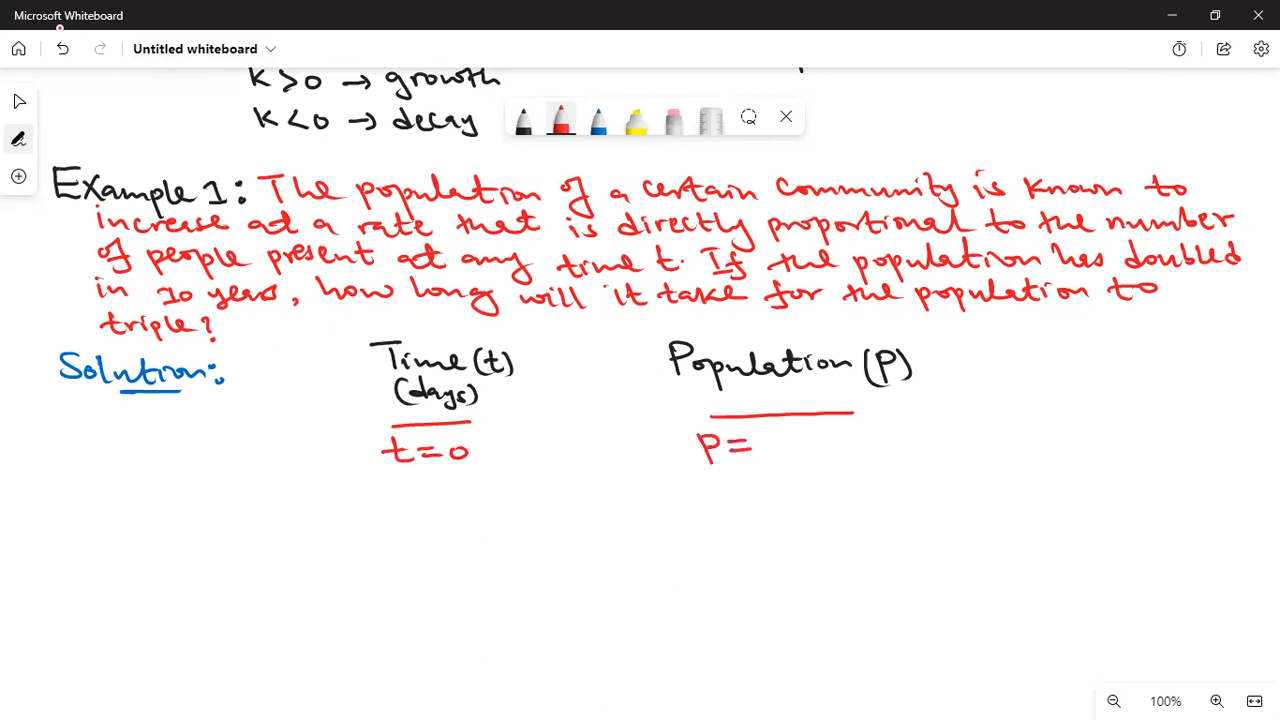 Microsoft Whiteboard
Untitled whiteboard
K > 0 → growth
K < 0 → decay
Example 1: The population of a certain community is known to
increase at a rate that is directly proportional to the number
of people present at any time t. If the population has doubled
in 10 years, how long will it take for the population to
triple?
Solution:
Time (t)
(days)
Population (P)
t = 0
P =
100%